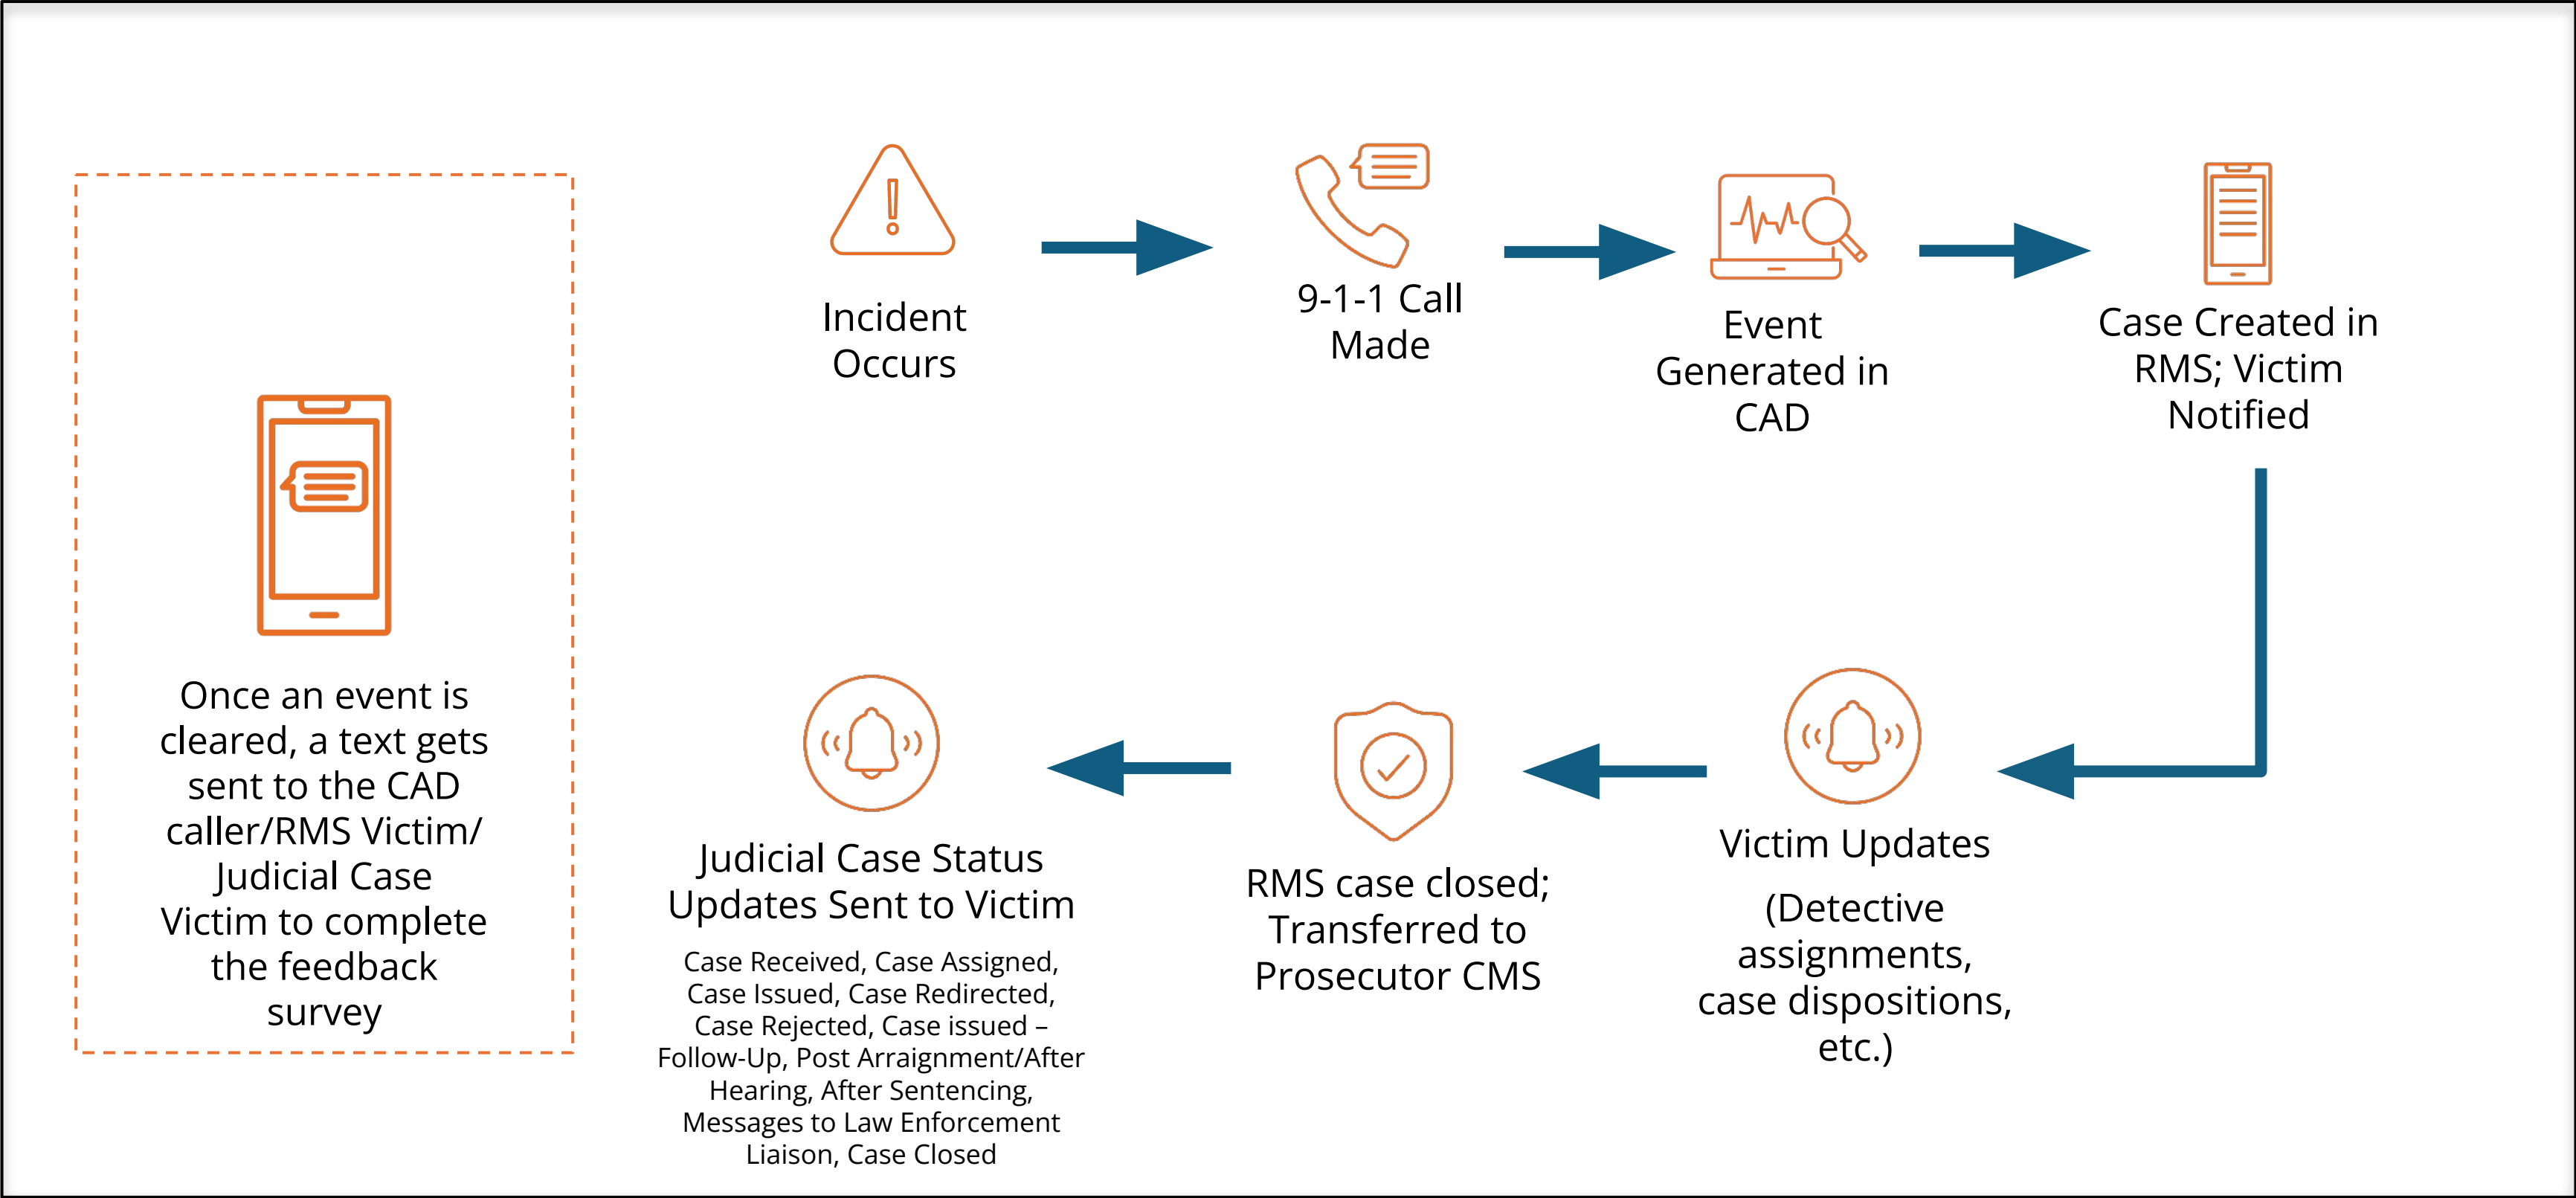 Once an event is
cleared, a text gets
sent to the CAD
caller/RMS Victim/
Judicial Case
Victim to complete
the feedback
survey
Incident
Occurs
9-1-1 Call
Made
Event
Generated in
CAD
Case Created in
RMS; Victim
Notified
Victim Updates
(Detective
assignments,
case dispositions,
etc.)
RMS case closed;
Transferred to
Prosecutor CMS
Judicial Case Status
Updates Sent to Victim
Case Received, Case Assigned,
Case Issued, Case Redirected,
Case Rejected, Case issued –
Follow-Up, Post Arraignment/After
Hearing, After Sentencing,
Messages to Law Enforcement
Liaison, Case Closed